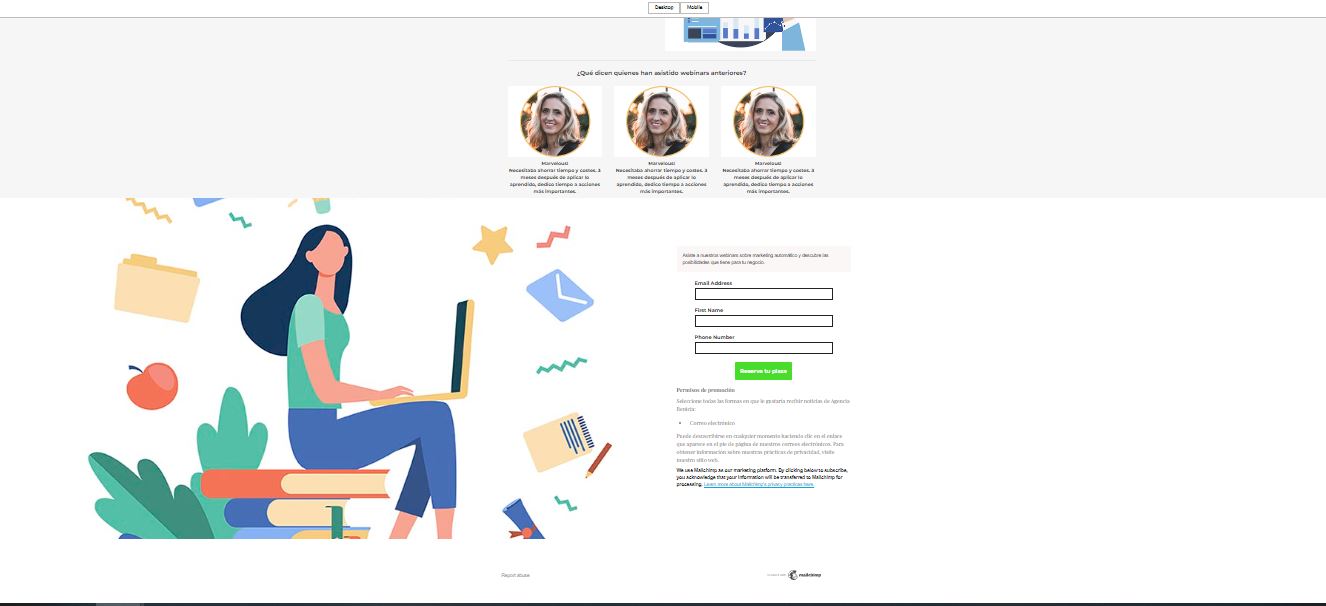 Desktop
Mobile
¿Qué dicen quienes han asistido webinars anteriores?
Marvelous!
Necesitaba ahorrar tiempo y costes. 3
meses después de aplicar lo
aprendido, dedico tiempo a acciones
más importantes.
Marvelous!
Necesitaba ahorrar tiempo y costes. 3
meses después de aplicar lo
aprendido, dedico tiempo a acciones
más importantes.
Marvelous!
Necesitaba ahorrar tiempo y costes. 3
meses después de aplicar lo
aprendido, dedico tiempo a acciones
más importantes.
Asiste a nuestros webinars sobre marketing automático y descubre las
posibilidades que tiene para tu negocio.
Email Address
First Name
Phone Number
Reserva tu plaza
Permisos de promoción
Seleccione todas las formas en que le gustaría recibir noticias de Agencia
Correo electrónico
Puede desuscribirse en cualquier momento haciendo clic en el enlace
que aparece en el pie de página de nuestros correos electrónicos. Para
obtener información sobre nuestras prácticas de privacidad, visite
nuestro sitio web.
We use Mailchimp as our marketing platform. By clicking below to subscribe,
you acknowledge that your information will be transferred to Mailchimp for
processing. Learn more about Mailchimp's privacy practices here.
Report abuse
mailchimp